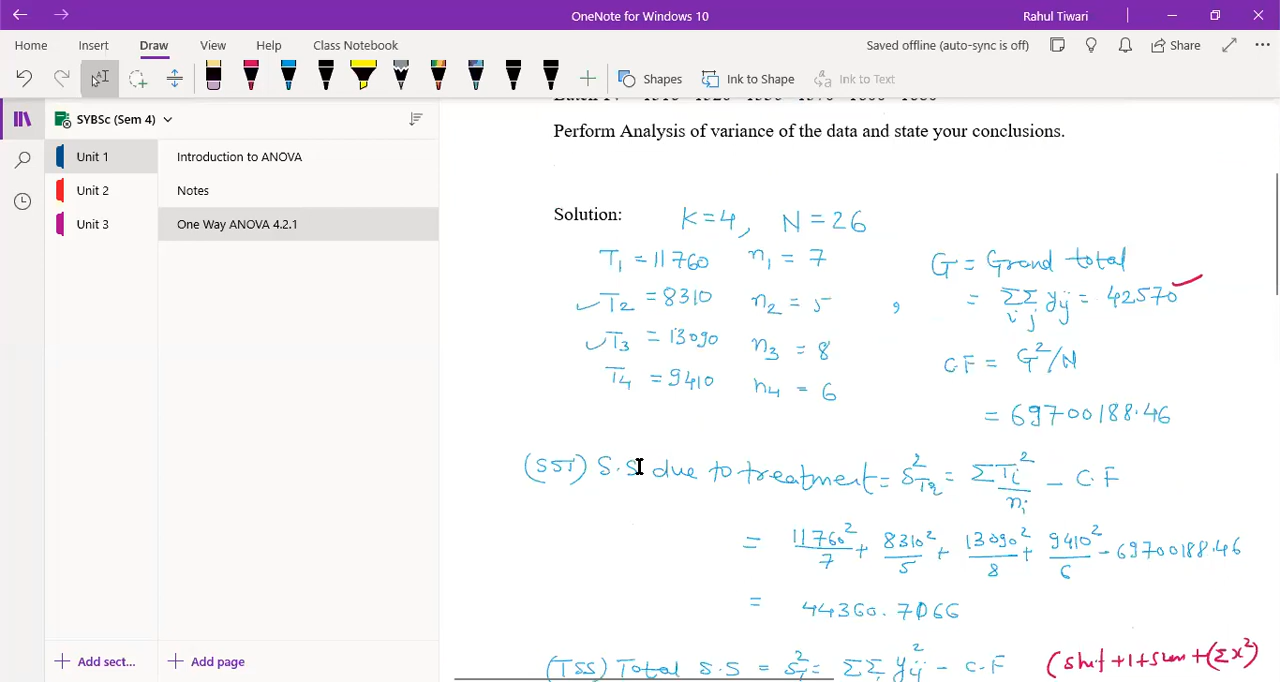 OneNote for Windows 10
Rahul Tiwari
Home Insert Draw View Help Class Notebook
Saved offline (auto-sync is off)
Share
Shapes
Ink to Shape
Ink to Text
SYBSc (Sem 4)
Unit 1
Unit 2
Unit 3
Introduction to ANOVA
Notes
One Way ANOVA 4.2.1
Add sect...
Add page
Perform Analysis of variance of the data and state your conclusions.
Solution: K=4, N=26
T1 = 11760 n1 = 7
T2 = 8310 n2 = 5
T3 = 13090 n3 = 8
T4 = 9410 n4 = 6
,
G = Grand total
= ΣΣ yij = 42570
i j
CF = G²/N
= 69700188.46
(SST) S.S due to treatment = = ΣTi²/ni - C.F
= 11760²/7 + 8310²/5 + 13090²/8 + 9410²/6 - 69700188.46
= 44360.7066
(TSS) Total S.S = = ΣΣ yij² - C.F
(shift +1+sum+(Σx²)